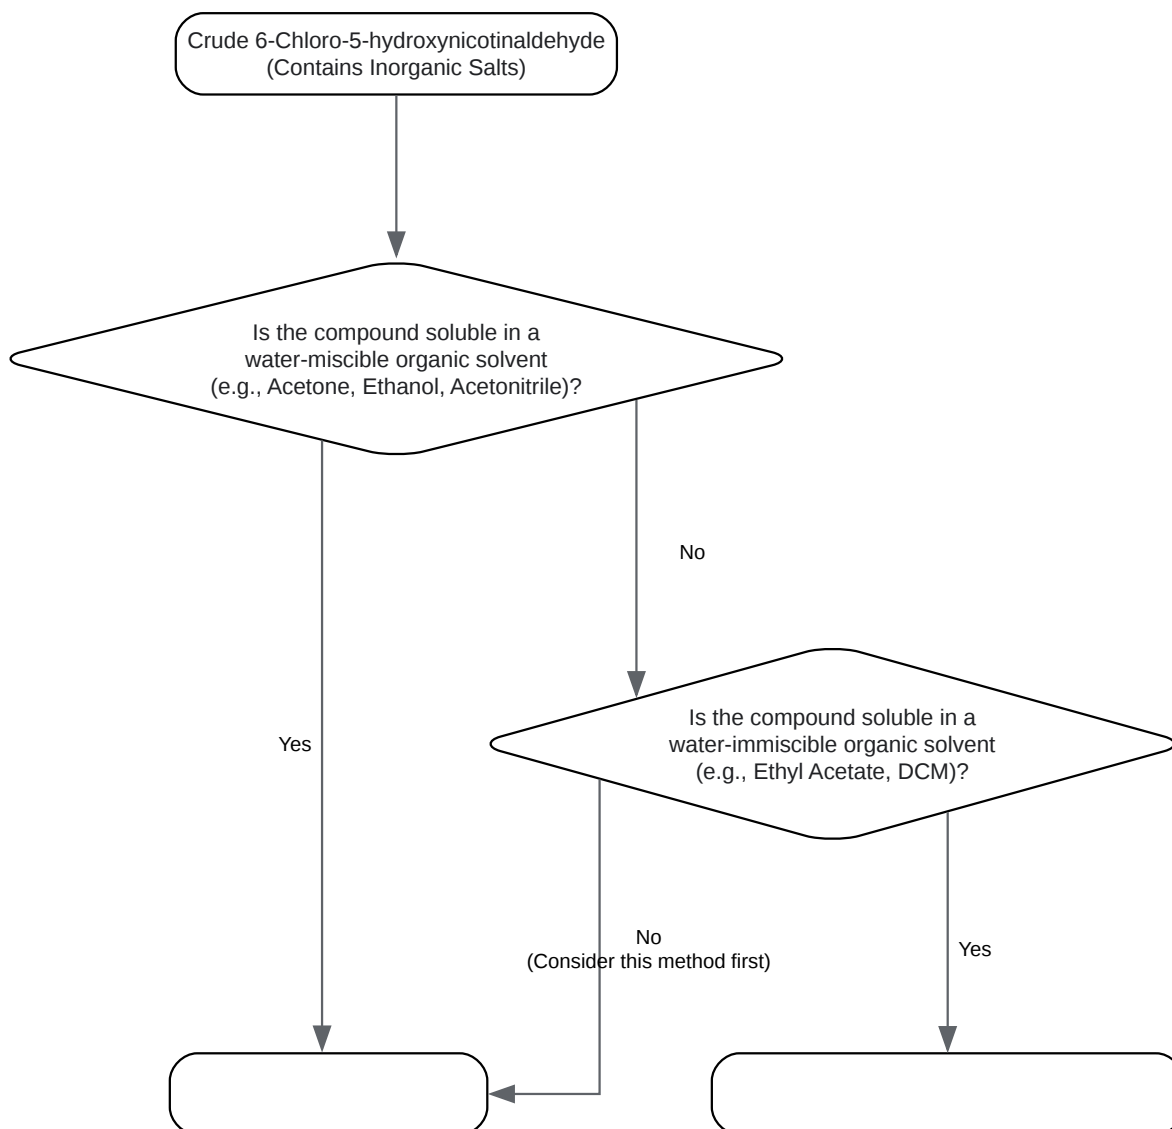 Crude 6-Chloro-5-hydroxynicotinaldehyde
(Contains Inorganic Salts)
Is the compound soluble in a
water-miscible organic solvent
(e.g., Acetone, Ethanol, Acetonitrile)?
No
Is the compound soluble in a
water-immiscible organic solvent
(e.g., Ethyl Acetate, DCM)?
Yes
No
(Consider this method first)
Yes